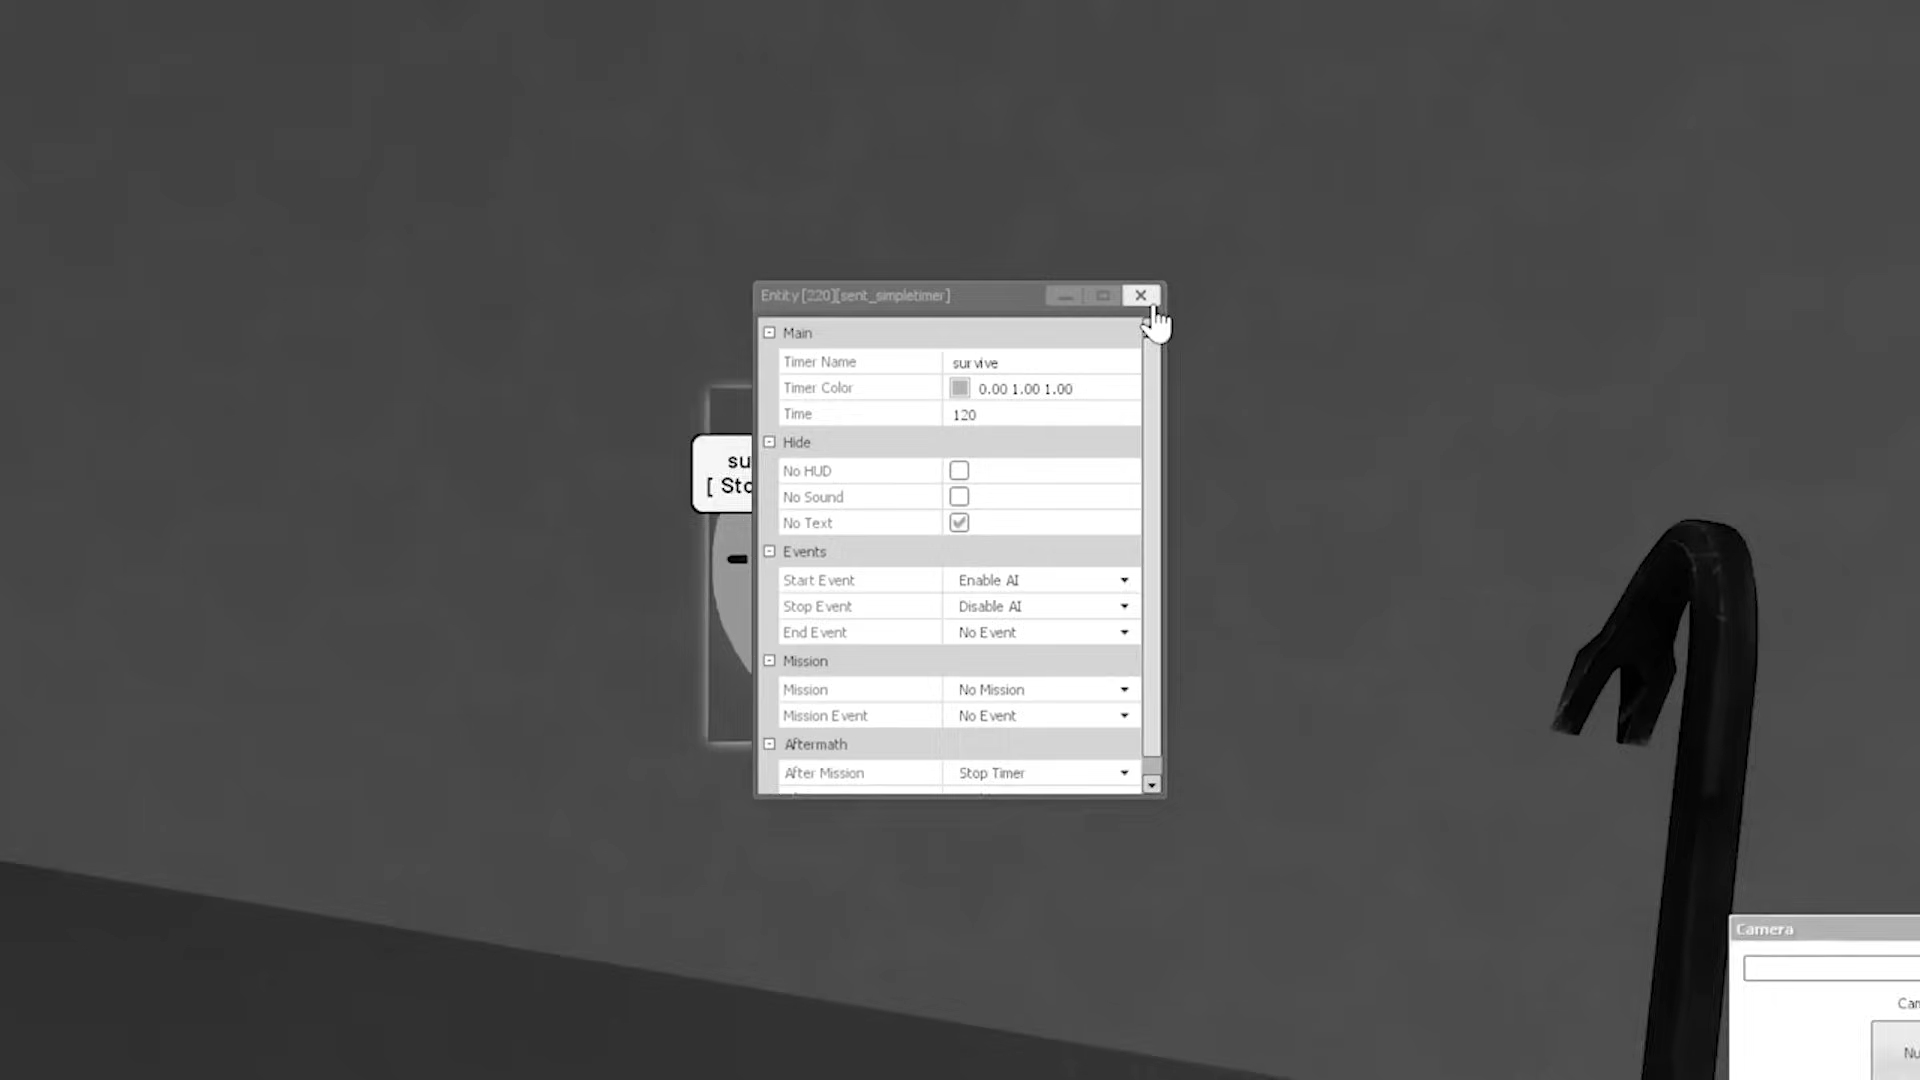 Entity [220][sent_simpletimer]
Main
Timer Name survive
Timer Color 0.00 1.00 1.00
Time 120
Hide
No HUD
No Sound
No Text
Events
Start Event Enable AI
Stop Event Disable AI
End Event No Event
Mission
Mission No Mission
Mission Event No Event
Aftermath
After Mission Stop Timer
su
[ Sto
Camera
Can
Nu